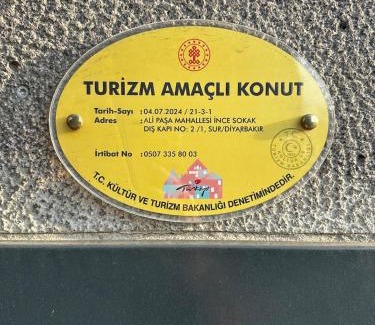 TURİZM AMAÇLI KONUT
Tarih-Sayı : 04.07.2024 / 21-3-1
Adres : ALİ PAŞA MAHALLESİ İNCE SOKAK
DIŞ KAPI NO: 2 /1, SUR/DİYARBAKIR
İrtibat No : 0507 335 80 03
Türkiye
T.C. KÜLTÜR VE TURİZM BAKANLIĞI DENETİMİNDEDİR.